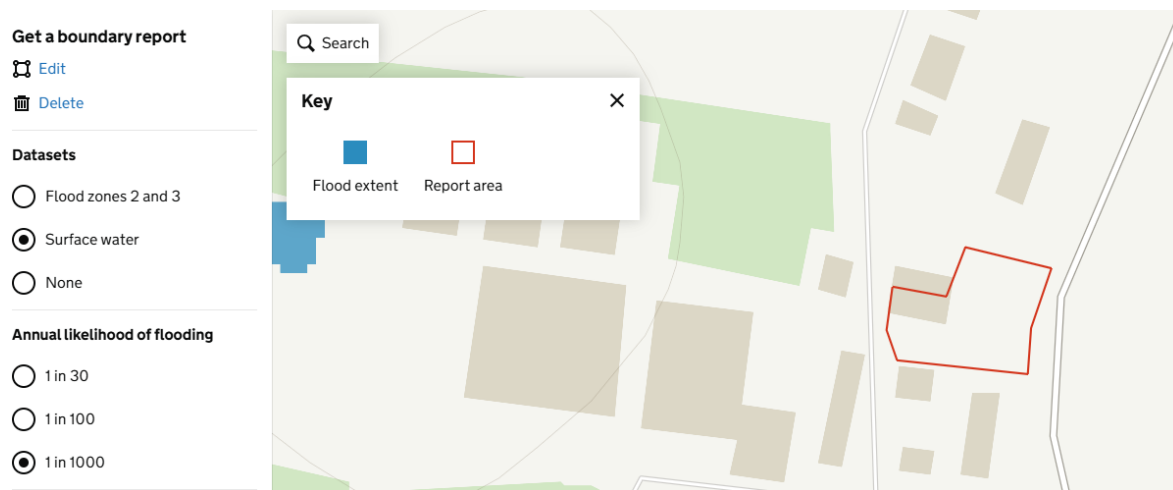 Get a boundary report
Edit
Delete
Datasets
Flood zones 2 and 3
Surface water
None
Annual likelihood of flooding
1 in 30
1 in 100
1 in 1000
Search
Key
Flood extent
Report area